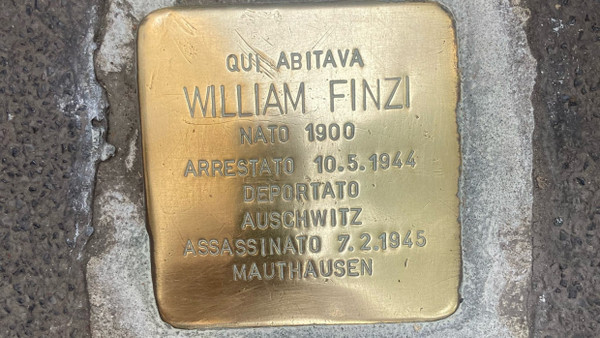 QUI ABITAVA
WILLIAM FINZI
NATO 1900
ARRESTATO 10.5.1944
DEPORTATO
AUSCHWITZ
ASSASSINATO 7.2.1945
MAUTHAUSEN